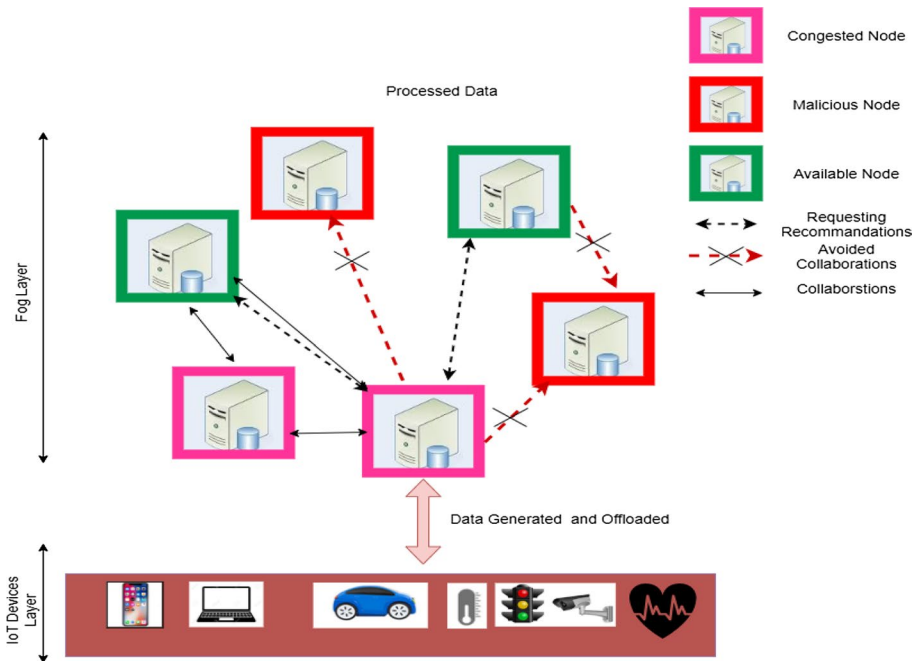 Congested Node
Processed Data
Malicious Node
Available Node
Requesting
Recommandations
Avoided
Collaborations
Collaborstions
Fog Layer
Data Generated  and Offloaded
IoT Devices
Layer